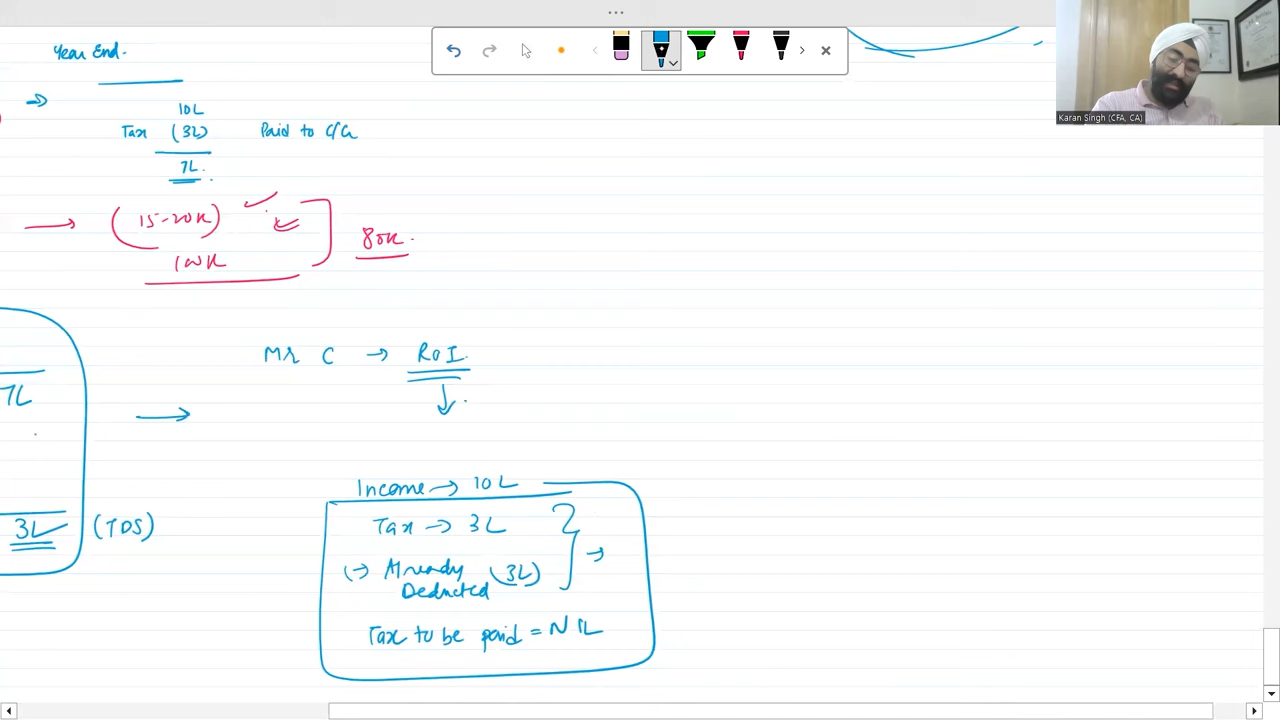 Year End.
Karan Singh (CFA, CA)
10L
Tax (3L) Paid to C/G
7L.
(15-20K)
100K
80K.
Mr C → ROI.
7L
Income → 10L
3L (TDS)
Tax → 3L
(-) Already (3L)
Deducted
Tax to be paid = NIL